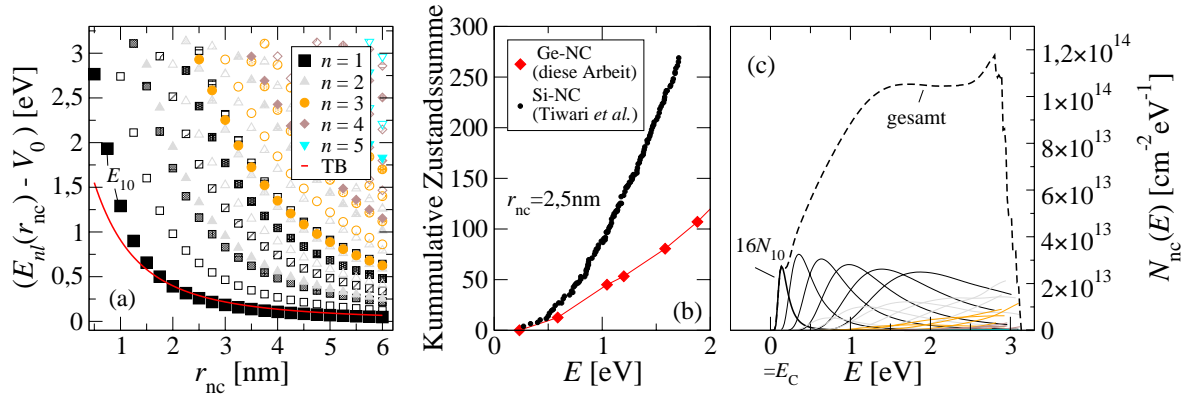 (E_nl(r_nc) - V_0) [eV]
3
2,5
2
1,5
1
0,5
0
E_10
(a)
n = 1
n = 2
n = 3
n = 4
n = 5
TB
1 2 3 4 5 6
r_nc [nm]
Kummulative Zustandssumme
300
250
200
150
100
50
0
(b)
Ge-NC
(diese Arbeit)
Si-NC
(Tiwari et al.)
r_nc=2,5nm
0 1 2
E [eV]
(c)
gesamt
16N_10
0 1 2 3
=E_C
E [eV]
1,2×10^14
1×10^14
8×10^13
6×10^13
4×10^13
2×10^13
0
N_nc(E) [cm^-2 eV^-1]